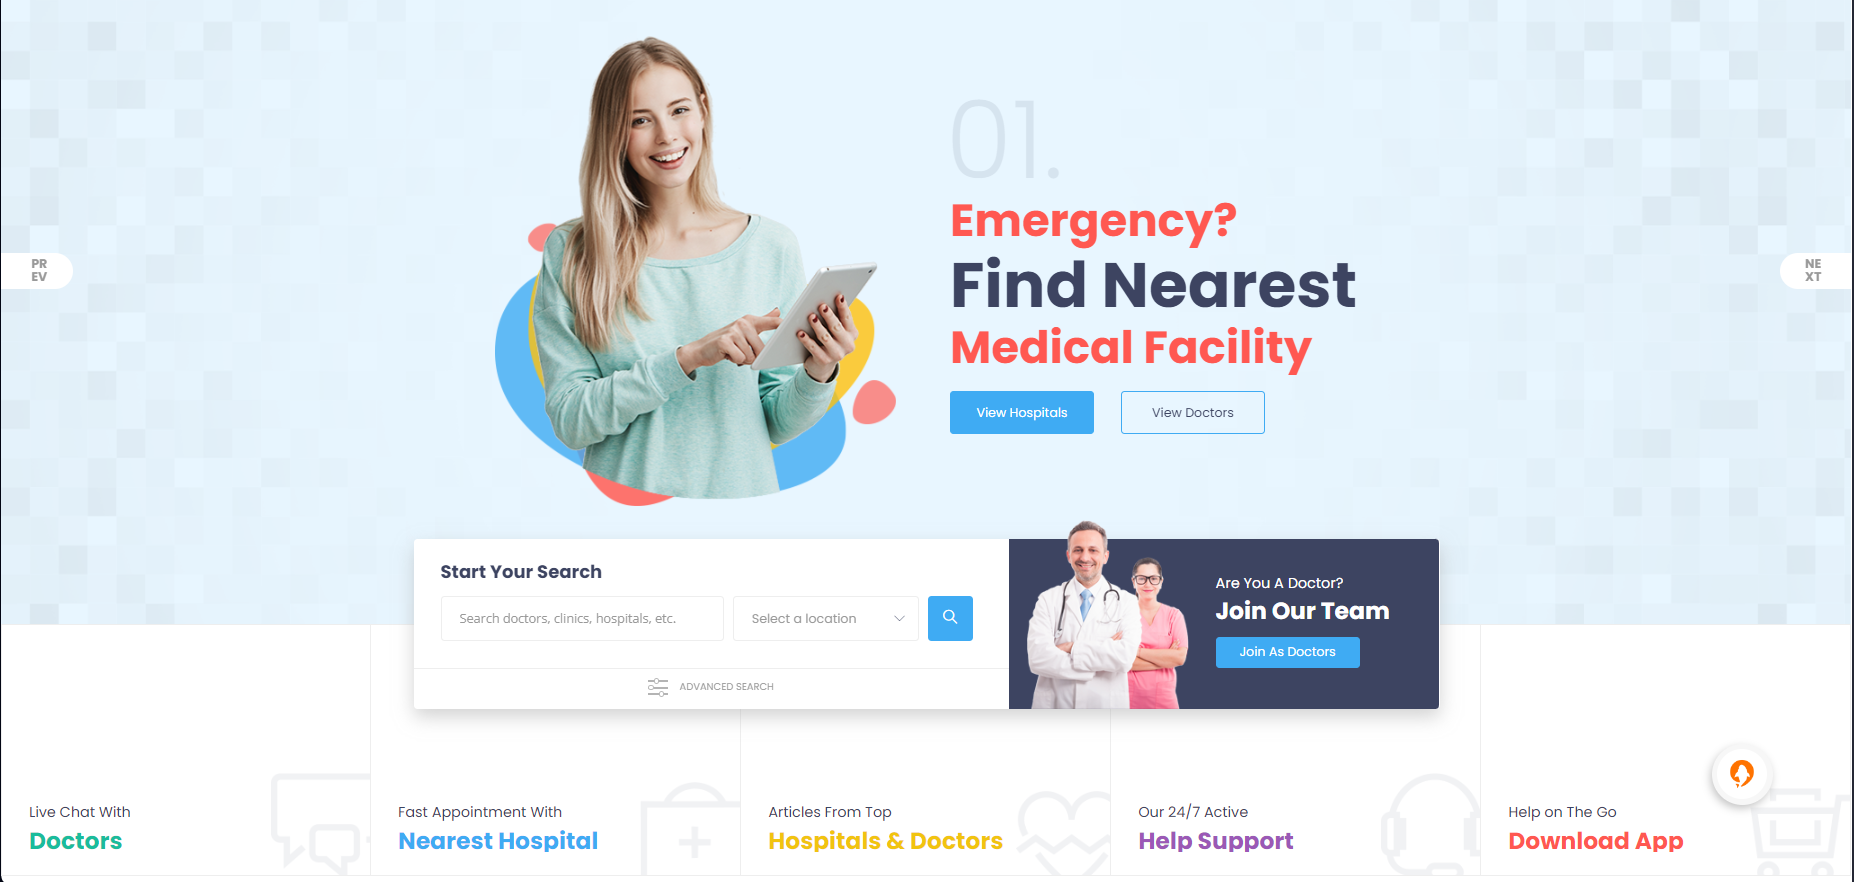 01.
Emergency?
Find Nearest
Medical Facility
PR
EV
NE
XT
View Hospitals
View Doctors
Start Your Search
Search doctors, clinics, hospitals, etc.
Select a location
ADVANCED SEARCH
Are You A Doctor?
Join Our Team
Join As Doctors
Live Chat With
Doctors
Fast Appointment With
Nearest Hospital
Articles From Top
Hospitals & Doctors
Our 24/7 Active
Help Support
Help on The Go
Download App